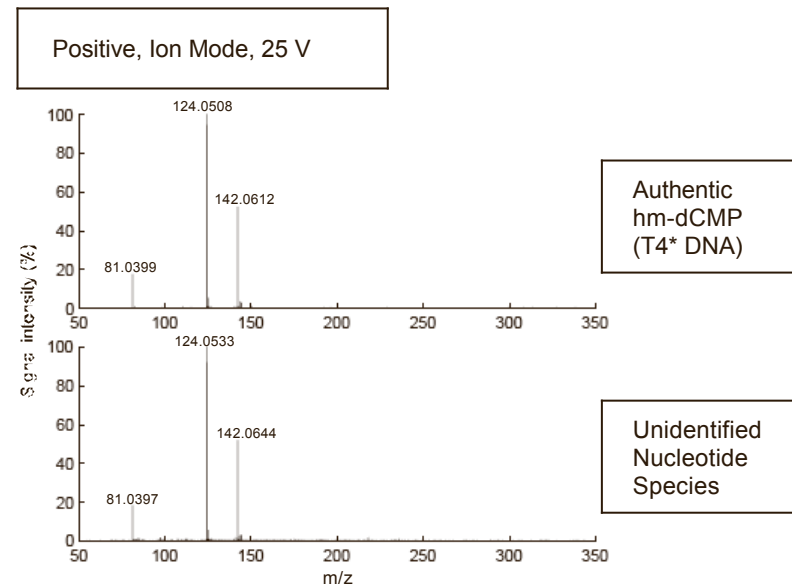 Positive, Ion Mode, 25 V
124.0508
100
80
60
40
20
0
142.0612
81.0399
50 100 150 200 250 300 350
Authentic
hm-dCMP
(T4* DNA)
Signal intensity (%)
124.0533
100
80
60
40
20
0
142.0644
81.0397
50 100 150 200 250 300 350
m/z
Unidentified
Nucleotide
Species